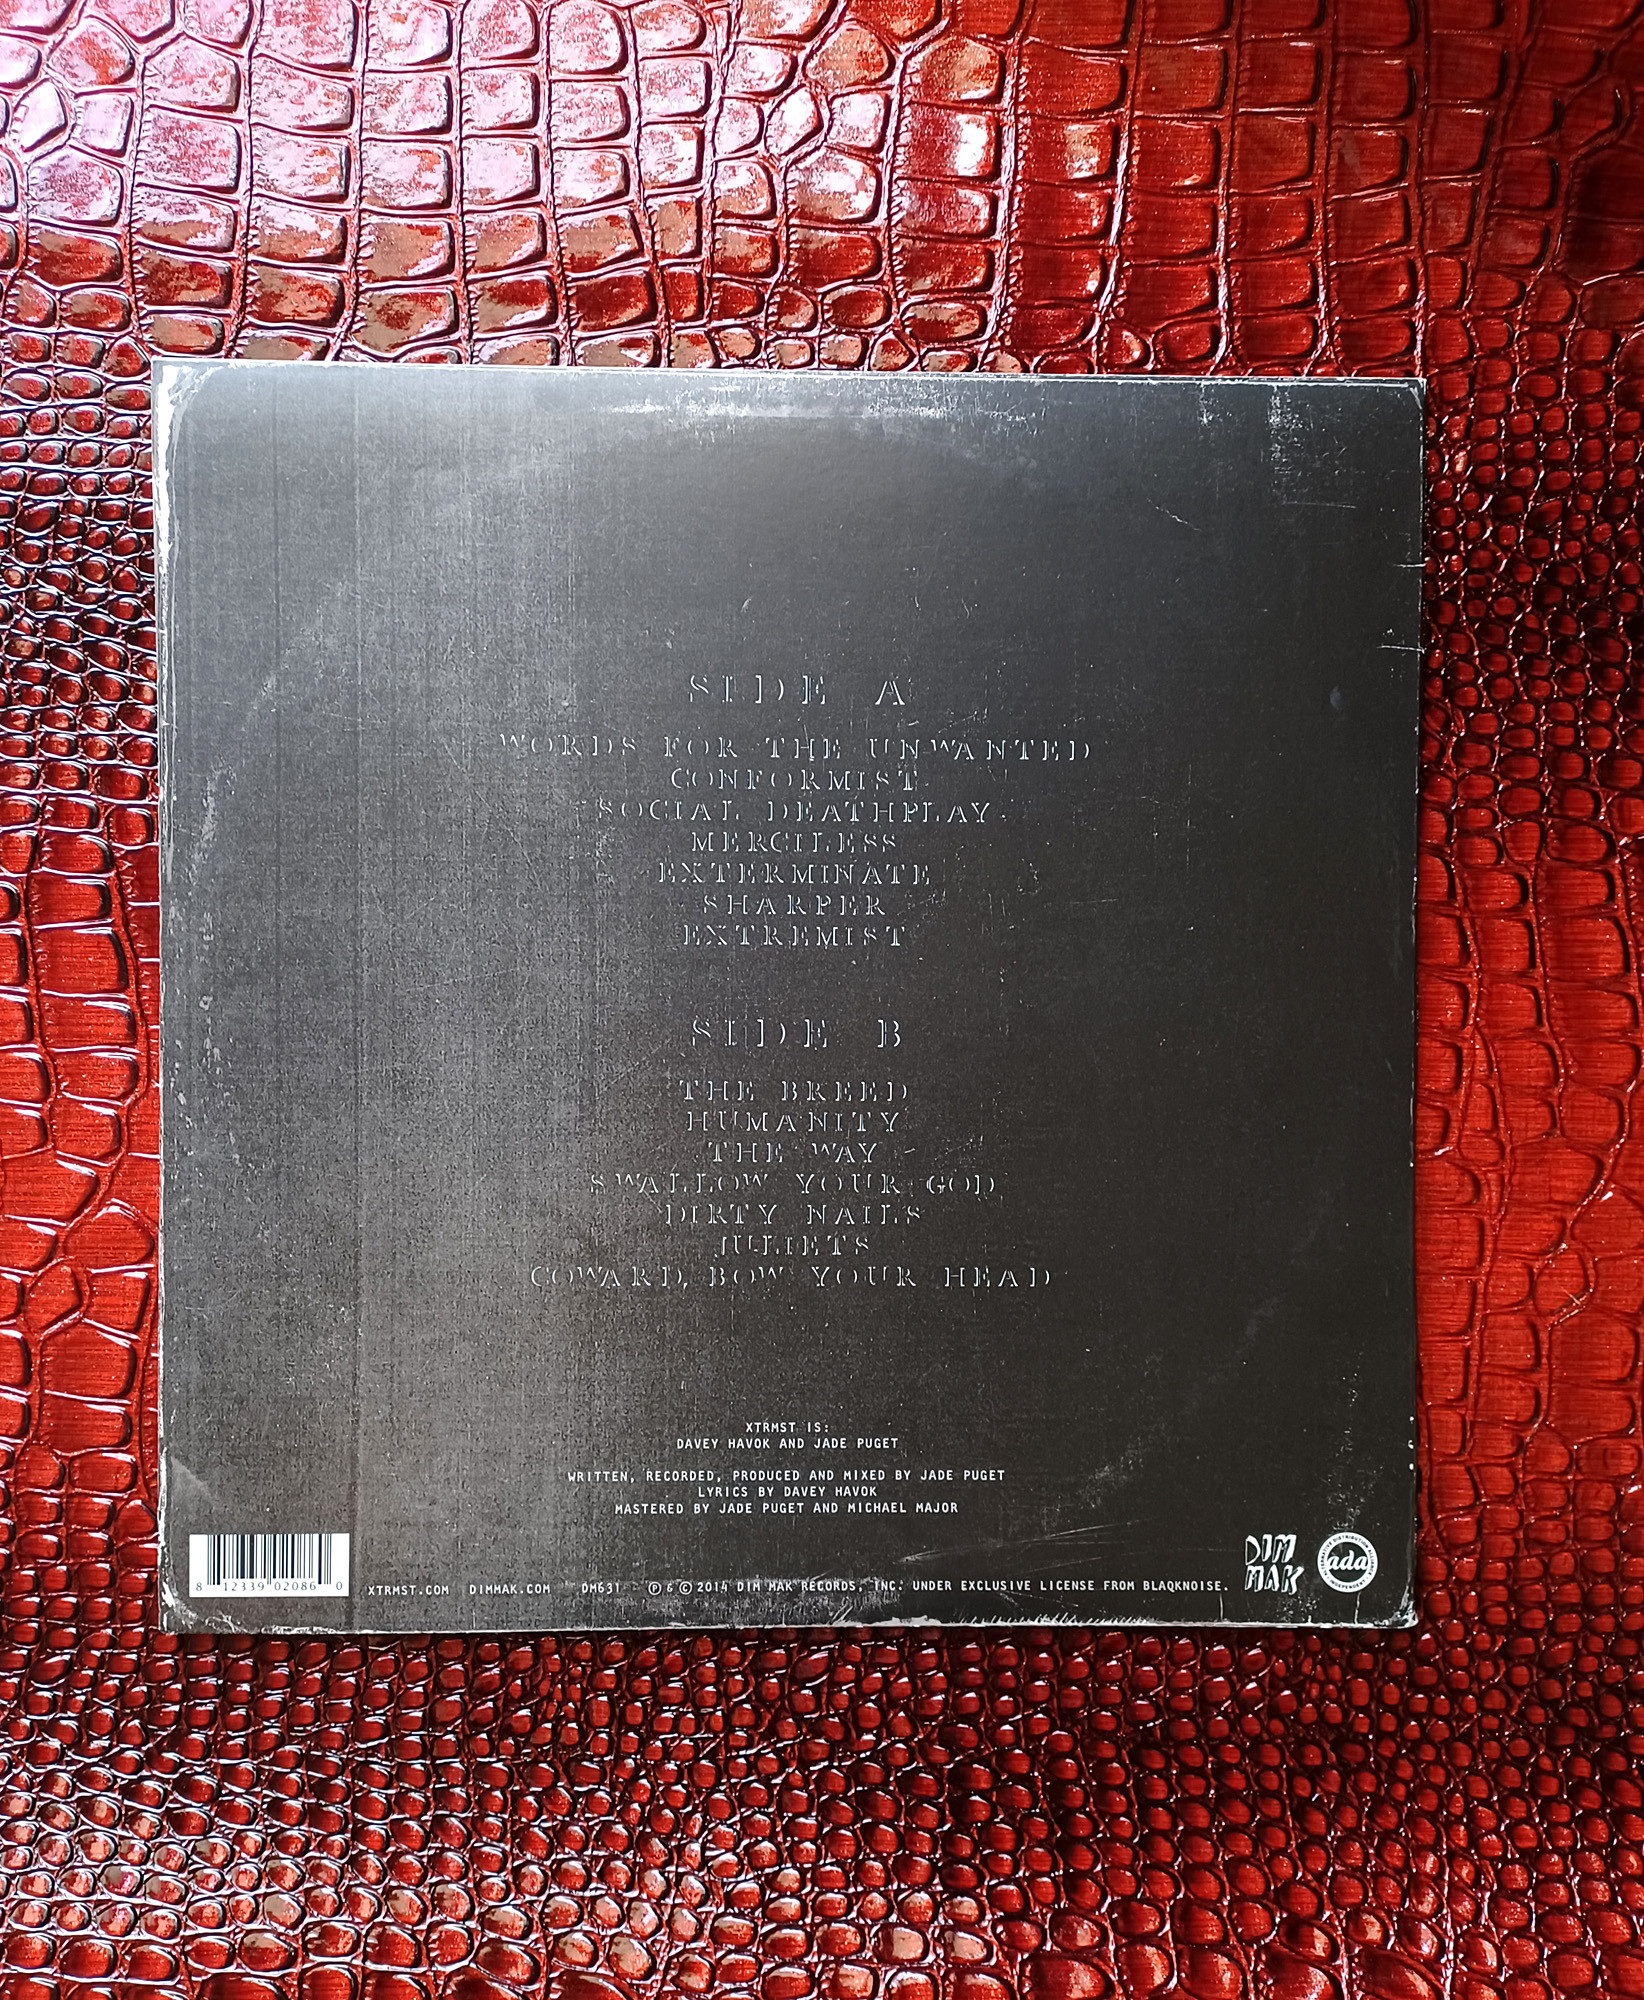 SIDE A
WORDS FOR THE UNWANTED
CONFORMIST
SOCIAL DEATHPLAY
MERCILESS
EXTERMINATE
SHARPER
EXTREMIST
SIDE B
THE BREED
HUMANITY
THE WAY
SWALLOW YOUR GOD
DIRTY NAILS
JULIETS
COWARD, BOW YOUR HEAD
XTRMST IS:
DAVEY HAVOK AND JADE PUGET
WRITTEN, RECORDED, PRODUCED AND MIXED BY JADE PUGET
LYRICS BY DAVEY HAVOK
MASTERED BY JADE PUGET AND MICHAEL MAJOR
8 12339 02086 0
XTRMST.COM DIMMAK.COM DM631 ℗ & © 2014 DIM MAK RECORDS, INC. UNDER EXCLUSIVE LICENSE FROM BLAQKNOISE.
DIM
MAK
ada